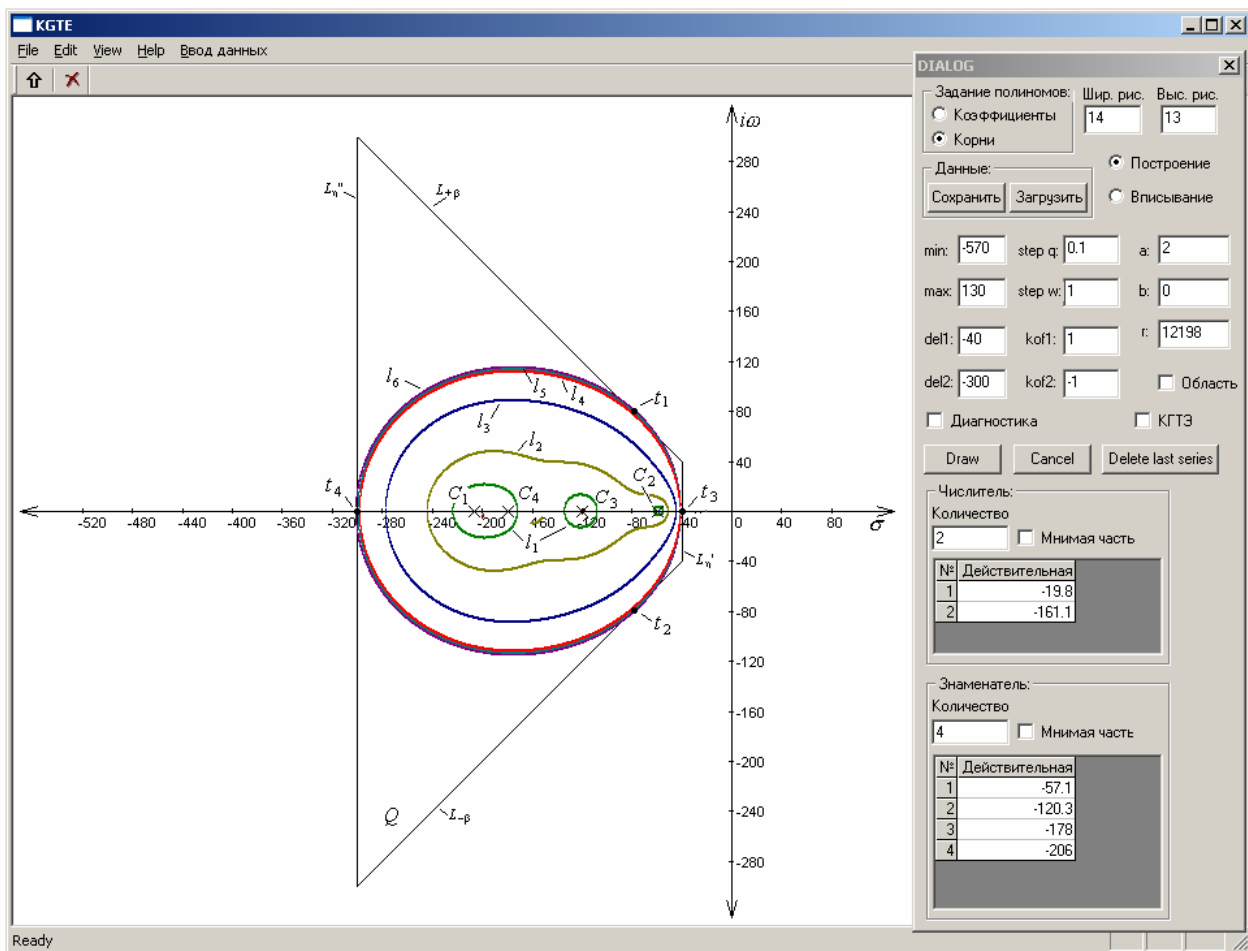 KGTE
File Edit View Help Ввод данных
iω
280
240
200
160
120
80
40
-40
-80
-120
-160
-200
-240
-280
-520 -480 -440 -400 -360 -320 -280 -240 -200 -160 -120 -80 -40 0 40 80
σ
Lη''
L+β
l6
l5
l4
t1
l3
l2
t4
C1
C4
C3
C2
t3
l1
Lη'
t2
Q
L-β
Ready
DIALOG
Задание полиномов:
Коэффициенты
Корни
Шир. рис. Выс. рис.
14 13
Построение
Вписывание
Данные:
Сохранить Загрузить
min: -570 step q: 0.1 a: 2
max: 130 step w: 1 b: 0
del1: -40 kof1: 1 r: 12198
del2: -300 kof2: -1 Область
Диагностика КГТЭ
Draw Cancel Delete last series
Числитель:
Количество
2 Мнимая часть
№ Действительная
1 -19.8
2 -161.1
Знаменатель:
Количество
4 Мнимая часть
№ Действительная
1 -57.1
2 -120.3
3 -178
4 -206